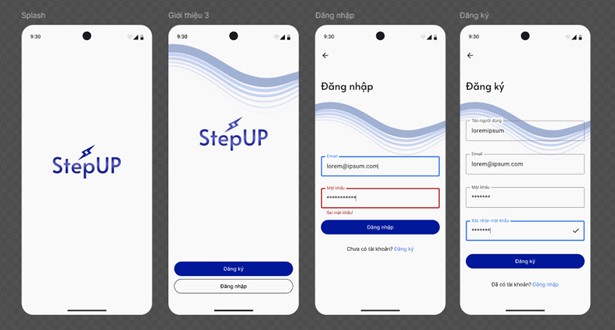 Splash
9:30
StepUP
Giới thiệu 3
9:30
StepUP
Đăng ký
Đăng nhập
Đăng nhập
9:30
Đăng nhập
Email
lorem@ipsum.com
Mật khẩu
***********
Sai mật khẩu!
Đăng nhập
Chưa có tài khoản? Đăng ký
Đăng ký
9:30
Đăng ký
Tên người dùng
loremipsum
Email
lorem@ipsum.com
Mật khẩu
*******
Xác nhận mật khẩu
*******
Đăng ký
Đã có tài khoản? Đăng nhập